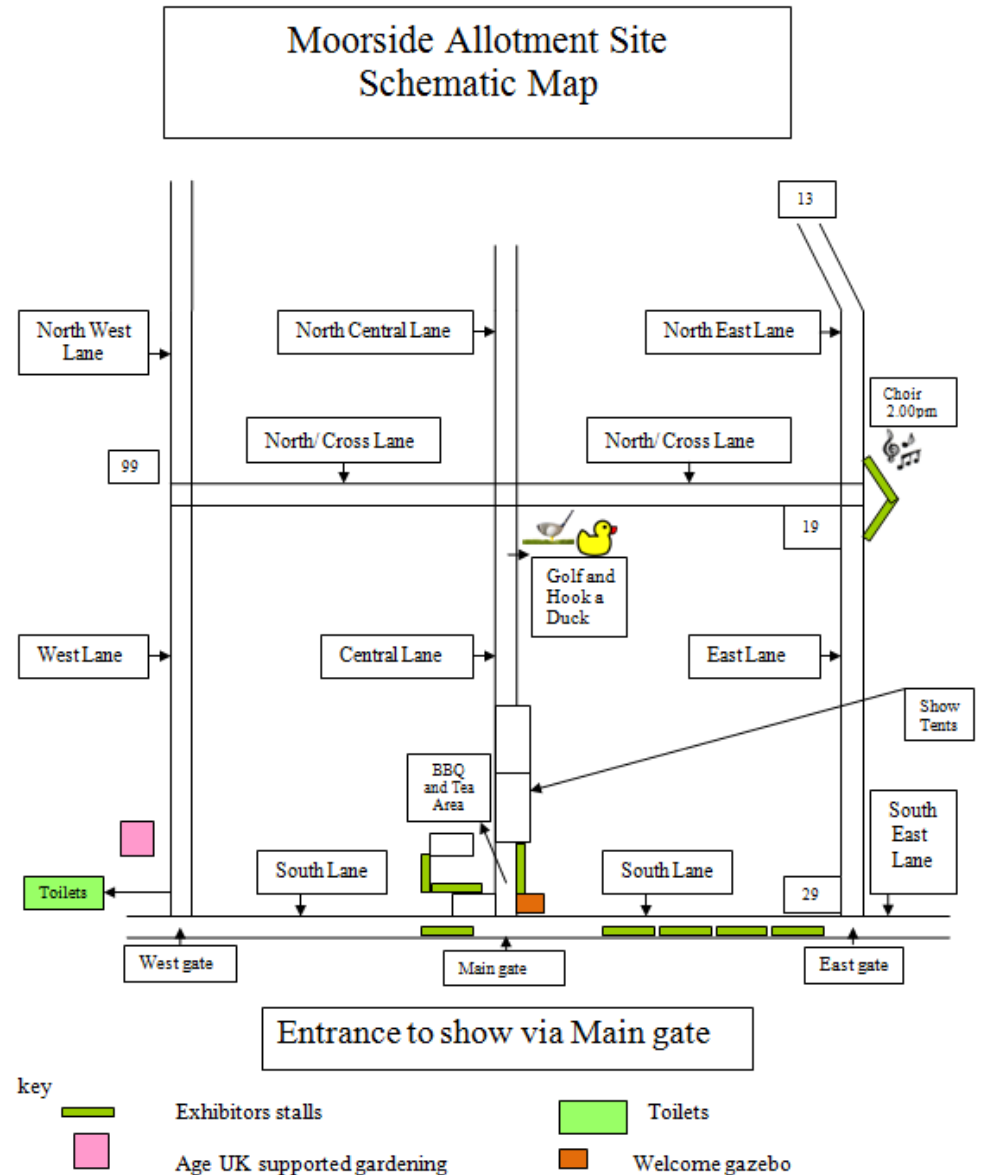 Moorside Allotment Site
Schematic Map
13
North West
Lane
North Central Lane
North East Lane
Choir
2.00pm
North/ Cross Lane
North/ Cross Lane
99
19
Golf and
Hook a
Duck
West Lane
Central Lane
East Lane
Show
Tents
BBQ
and Tea
Area
South
East
Lane
South Lane
South Lane
Toilets
29
West gate
Main gate
East gate
Entrance to show via Main gate
key
Exhibitors stalls
Toilets
Age UK supported gardening
Welcome gazebo